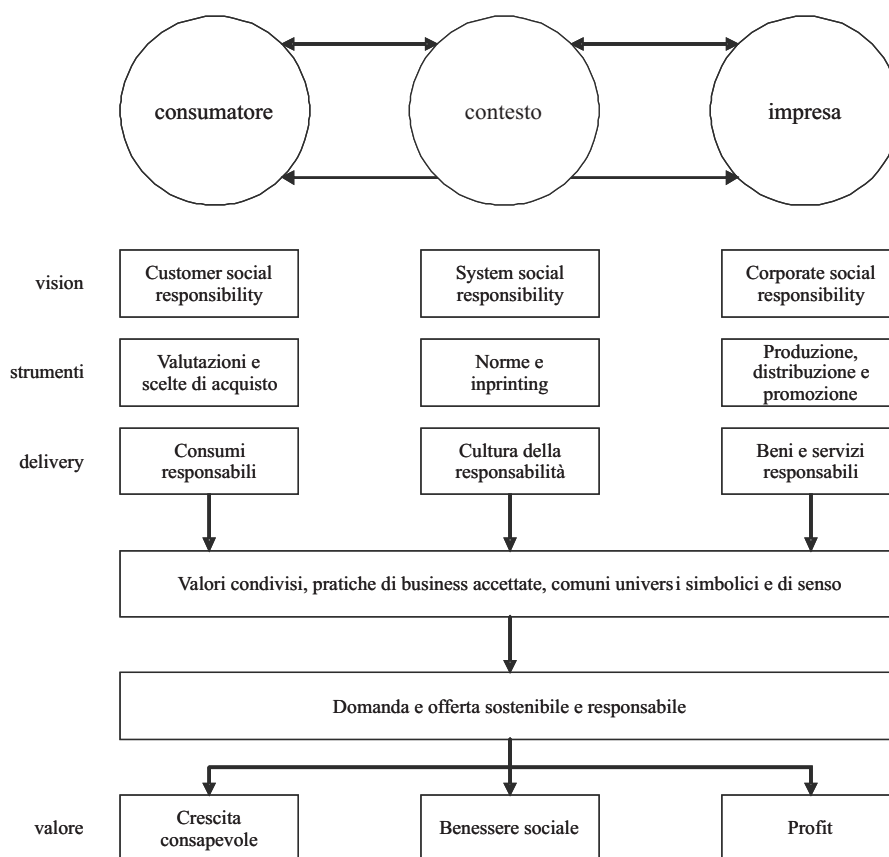 consumatore
contesto
impresa
vision
Customer social
responsibility
System social
responsibility
Corporate social
responsibility
strumenti
Valutazioni e
scelte di acquisto
Norme e
inprinting
Produzione,
distribuzione e
promozione
delivery
Consumi
responsabili
Cultura della
responsabilità
Beni e servizi
responsabili
Valori condivisi, pratiche di business accettate, comuni universi simbolici e di senso
Domanda e offerta sostenibile e responsabile
valore
Crescita
consapevole
Benessere sociale
Profit